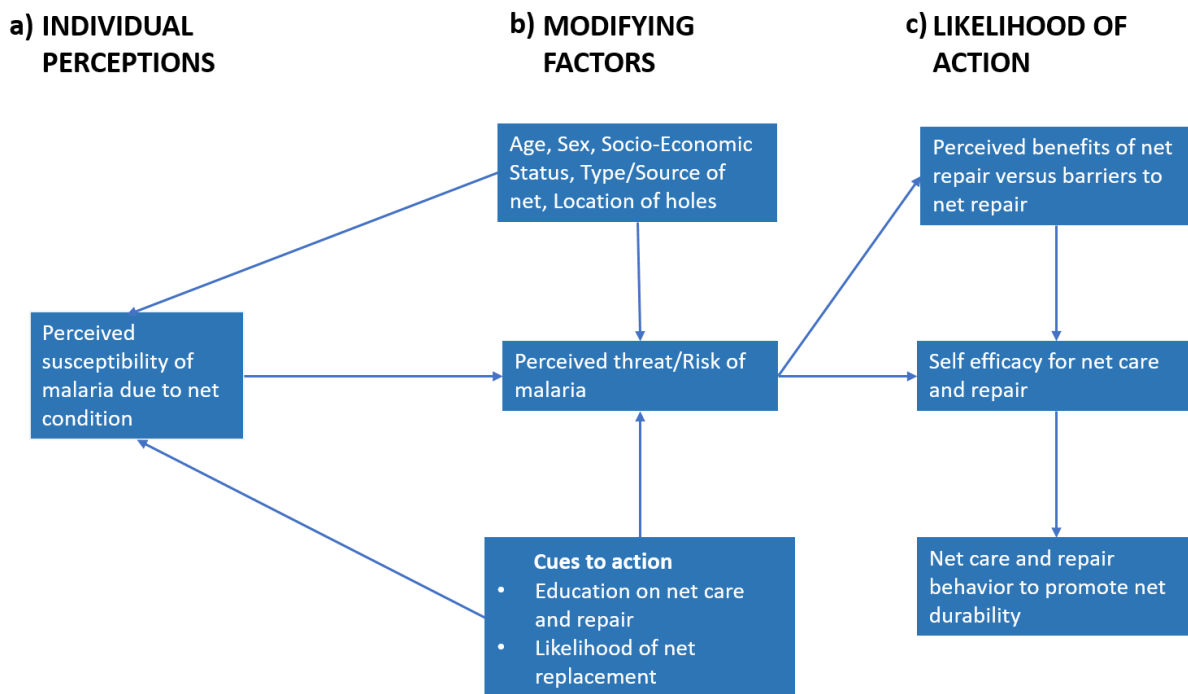 a) INDIVIDUAL
PERCEPTIONS
b) MODIFYING
FACTORS
c) LIKELIHOOD OF
ACTION
Age, Sex, Socio-Economic
Status, Type/Source of
net, Location of holes
Perceived benefits of net
repair versus barriers to
net repair
Perceived
susceptibility of
malaria due to net
condition
Perceived threat/Risk of
malaria
Self efficacy for net care
and repair
Cues to action
• Education on net care
and repair
• Likelihood of net
replacement
Net care and repair
behavior to promote net
durability